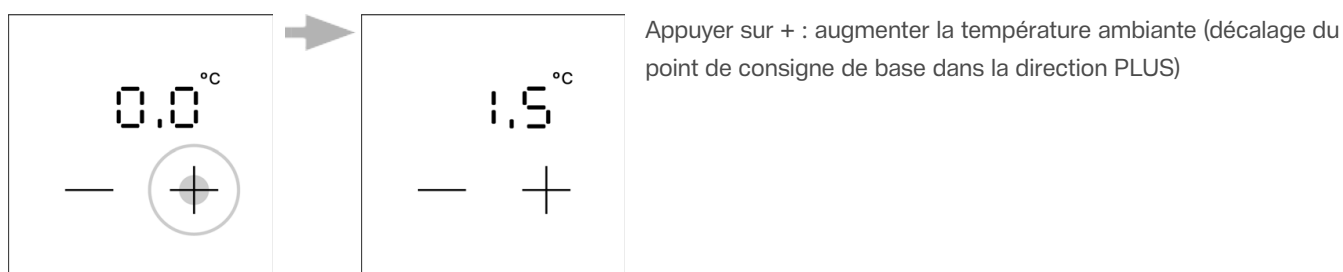 0,0 °C
— +
1,5 °C
— +
Appuyer sur + : augmenter la température ambiante (décalage du
point de consigne de base dans la direction PLUS)